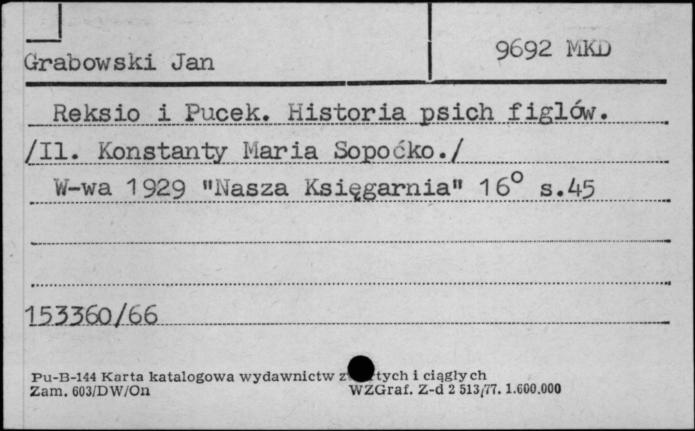 Grabowski Jan
9692 MKD
Reksio i Pucek. Historia psich figlów.
/Il. Konstanty Maria Sopoćko./
W-wa 1929 "Nasza Księgarnia" 16° s.45
153360/66
Pu-B-144 Karta katalogowa wydawnictw z rtych i ciągłych
Zam. 603/DW/On
WZGraf. Z-d 2 513/77. 1.600.000